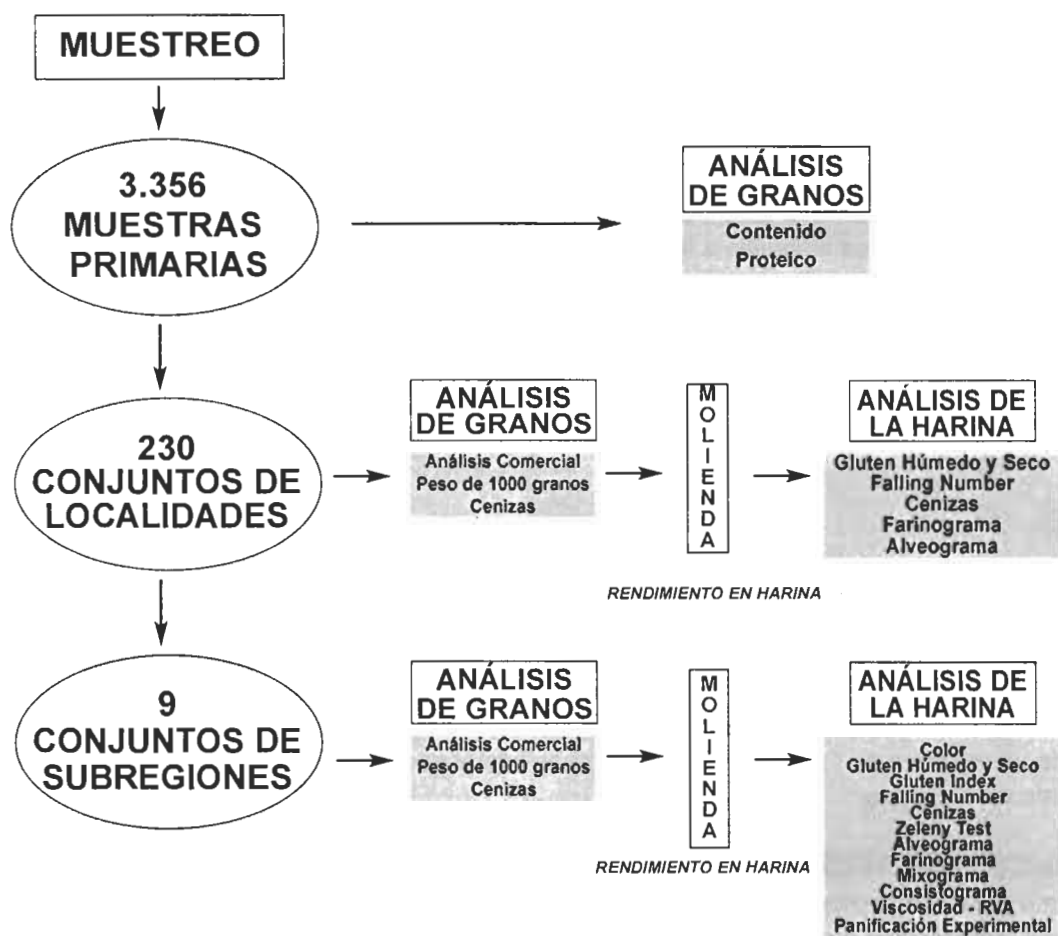 MUESTREO
3.356
MUESTRAS
PRIMARIAS
ANÁLISIS
DE GRANOS
Contenido
Proteico
230
CONJUNTOS DE
LOCALIDADES
ANÁLISIS
DE GRANOS
Análisis Comercial
Peso de 1000 granos
Cenizas
MOLIENDA
RENDIMIENTO EN HARINA
ANÁLISIS DE
LA HARINA
Gluten Húmedo y Seco
Falling Number
Cenizas
Farinograma
Alveograma
9
CONJUNTOS DE
SUBREGIONES
ANÁLISIS
DE GRANOS
Análisis Comercial
Peso de 1000 granos
Cenizas
MOLIENDA
RENDIMIENTO EN HARINA
ANÁLISIS DE
LA HARINA
Color
Gluten Húmedo y Seco
Gluten Index
Falling Number
Cenizas
Zeleny Test
Alveograma
Farinograma
Mixograma
Consistograma
Viscosidad - RVA
Panificación Experimental